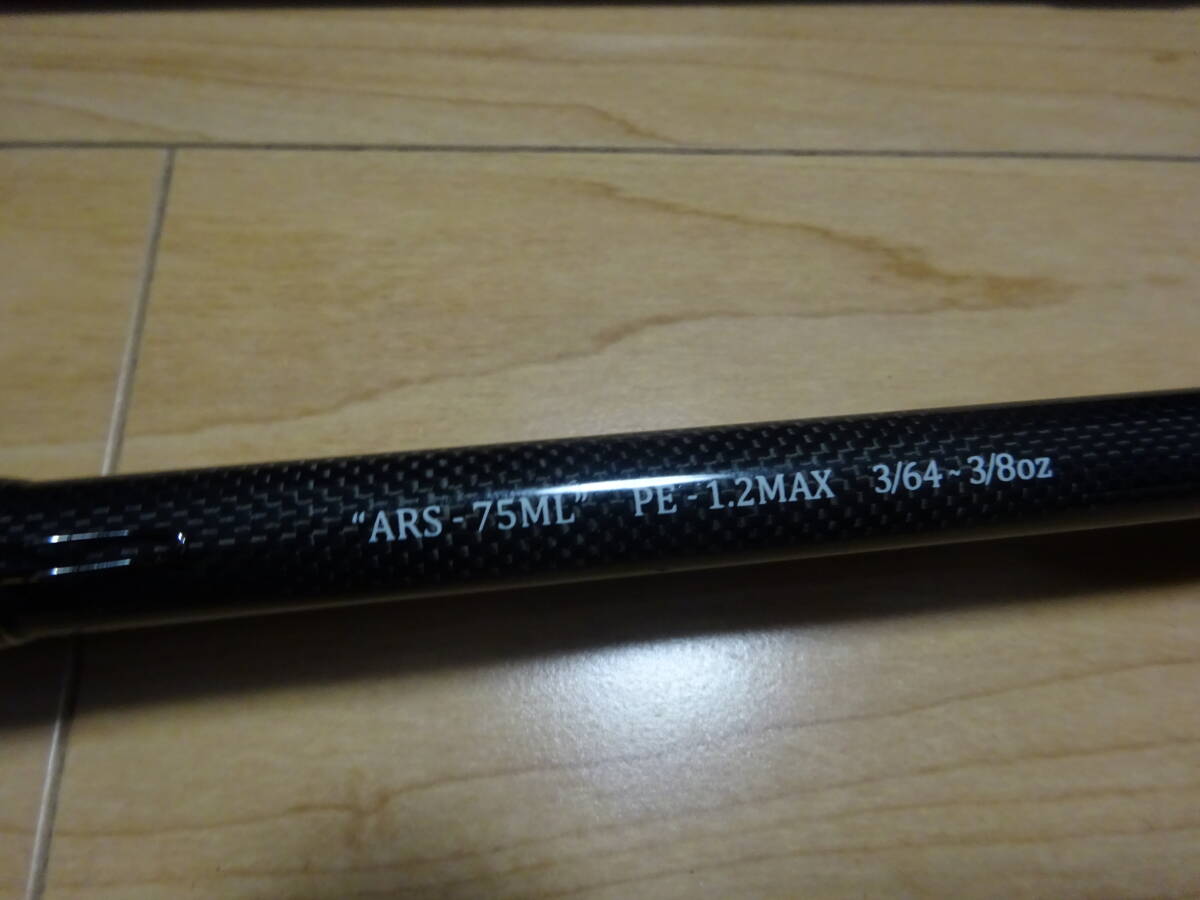 “ARS - 75ML” PE - 1.2MAX 3/64 ~ 3/8oz